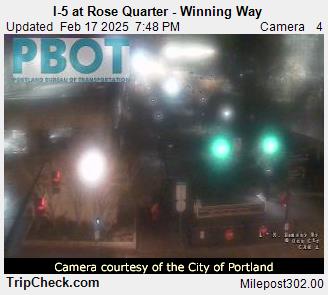 I-5 at Rose Quarter - Winning Way
Updated Feb 17 2025 7:48 PM Camera 4
PBOT
PORTLAND BUREAU OF TRANSPORTATION
Camera courtesy of the City of Portland
TripCheck.com Milepost302.00